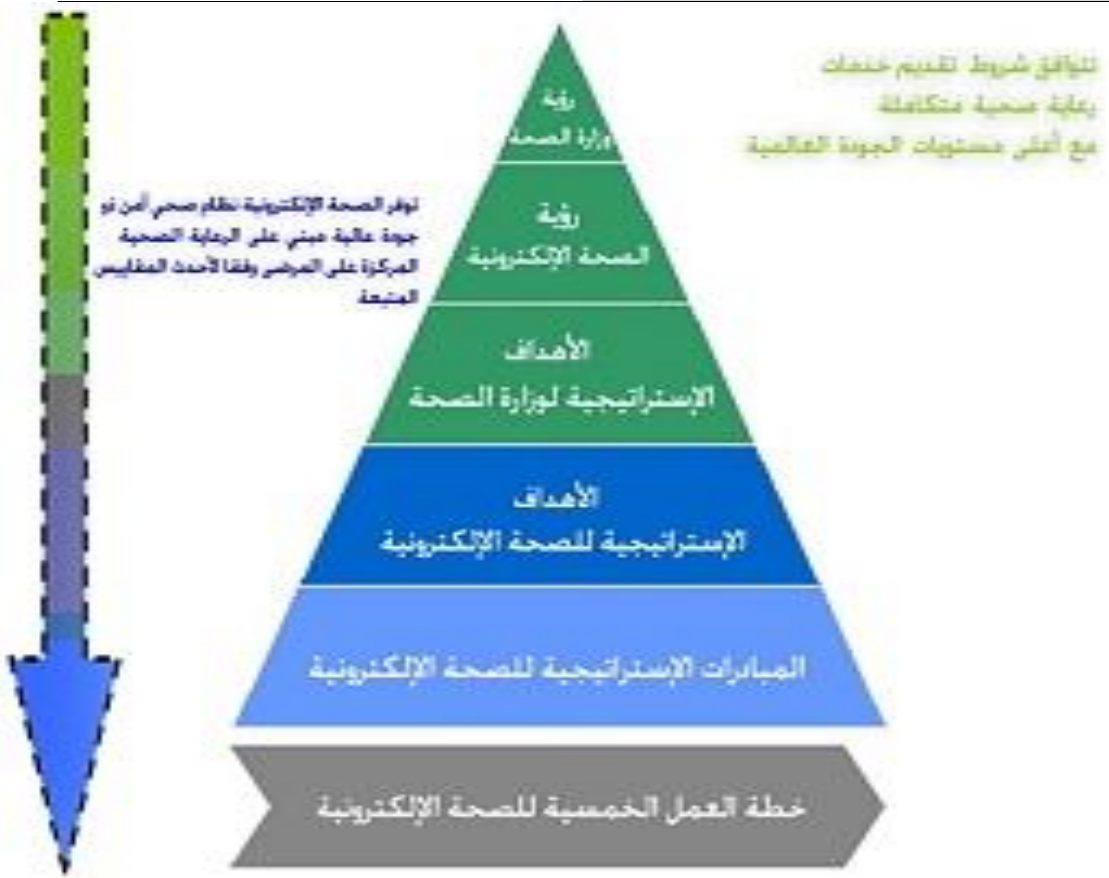 تتوافق شروط تقديم خدمات
رعاية صحية متكاملة
مع أعلى مستويات الجودة العالمية
رؤية
وزارة الصحة
توفر الصحة الإلكترونية نظام صحي آمن ذو
جودة عالية مبني على الرعاية الصحية
المركزة على المرضى وفقا لأحدث المقاييس
المتبعة
رؤية
الصحة الإلكترونية
الأهداف
الإستراتيجية لوزارة الصحة
الأهداف
الإستراتيجية للصحة الإلكترونية
المبادرات الإستراتيجية للصحة الإلكترونية
خطة العمل الخمسية للصحة الإلكترونية